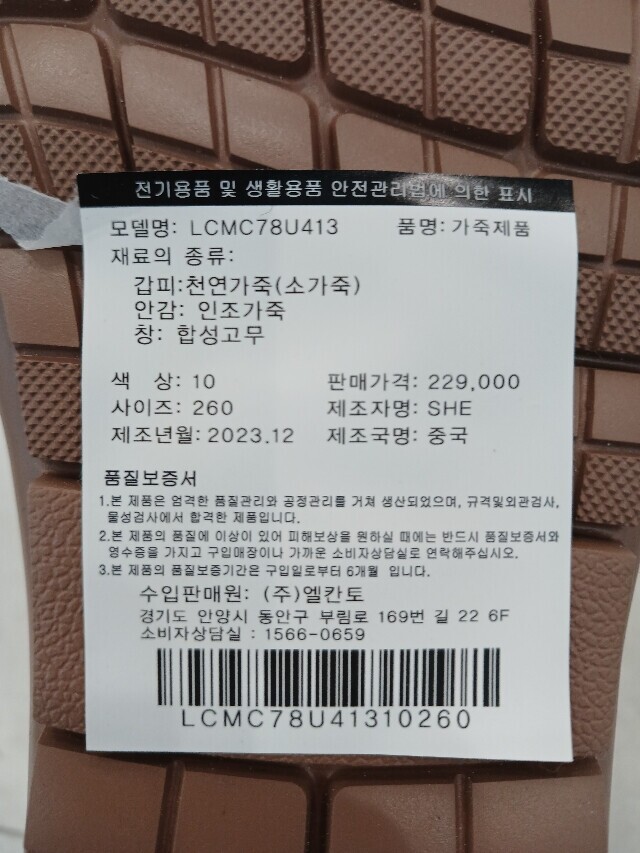 전기용품 및 생활용품 안전관리법에 의한 표시
모델명: LCMC78U413 품명: 가죽제품
재료의 종류:
갑피:천연가죽(소가죽)
안감: 인조가죽
창: 합성고무
색 상: 10 판매가격: 229,000
사이즈: 260 제조자명: SHE
제조년월: 2023.12 제조국명: 중국
품질보증서
1.본 제품은 엄격한 품질관리와 공정관리를 거쳐 생산되었으며, 규격및외관검사,
물성검사에서 합격한 제품입니다.
2.본 제품의 품질에 이상이 있어 피해보상을 원하실 때에는 반드시 품질보증서와
영수증을 가지고 구입매장이나 가까운 소비자상담실로 연락해주십시오.
3.본 제품의 품질보증기간은 구입일로부터 6개월 입니다.
수입판매원: (주)엘칸토
경기도 안양시 동안구 부림로 169번 길 22 6F
소비자상담실 : 1566-0659
LCMC78U41310260